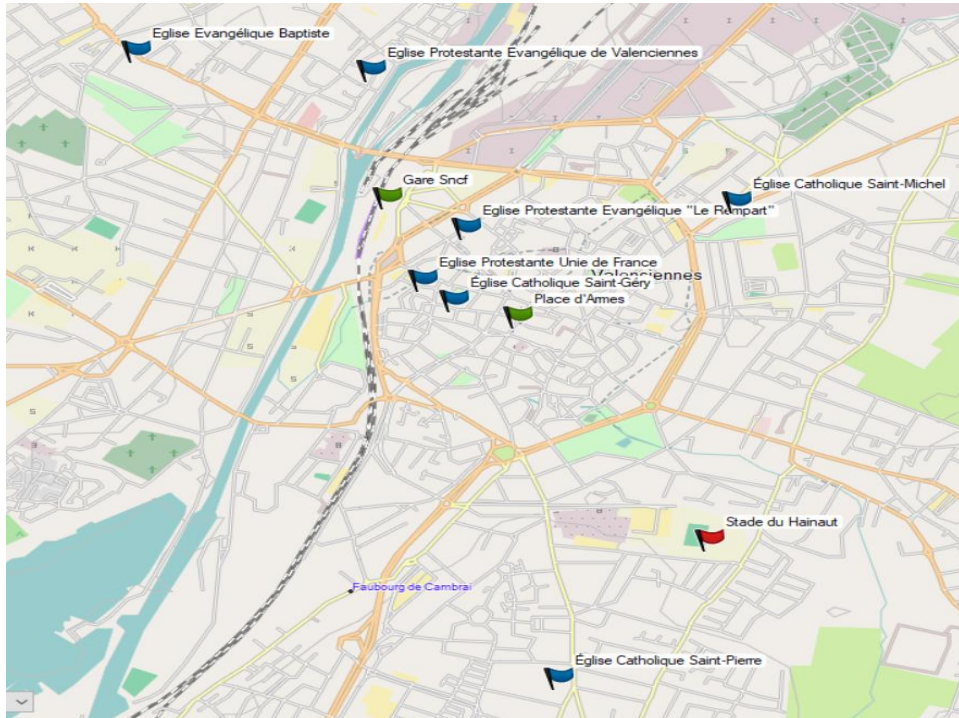 Eglise Evangélique Baptiste
Eglise Protestante Evangélique de Valenciennes
Gare Sncf
Église Catholique Saint-Michel
Eglise Protestante Evangélique "Le Rempart"
Eglise Protestante Unie de France
Valenciennes
Église Catholique Saint-Géry
Place d'Armes
Stade du Hainaut
Faubourg de Cambrai
Église Catholique Saint-Pierre